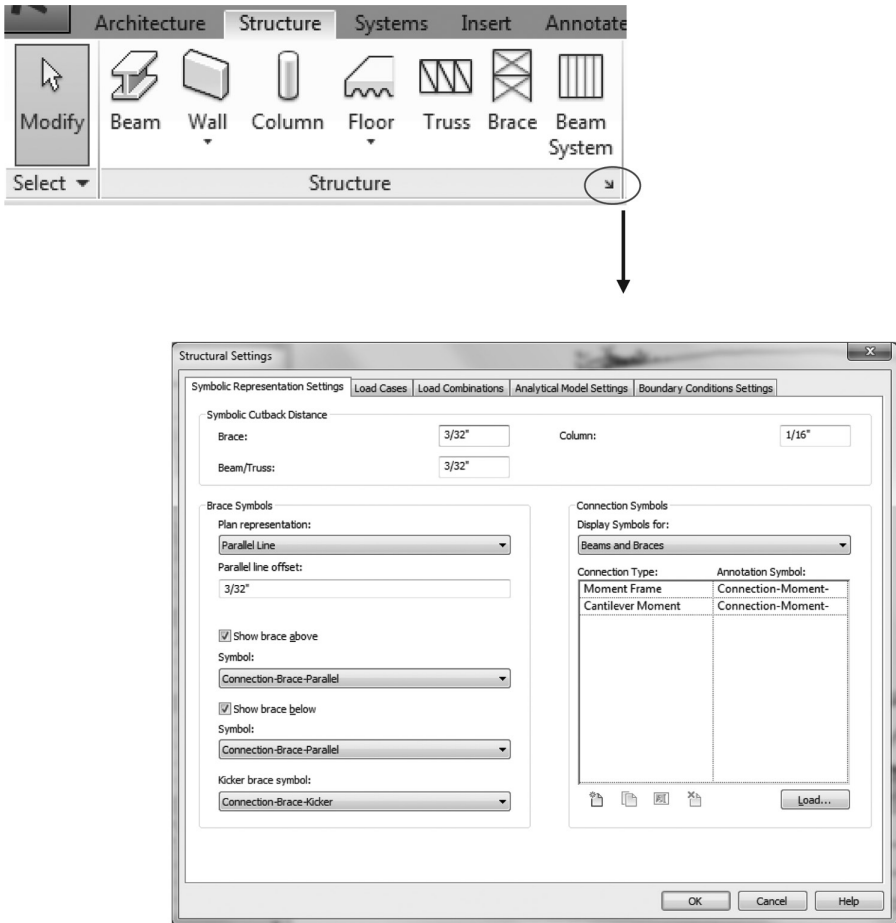 Architecture Structure Systems Insert Annotate
Modify Beam Wall Column Floor Truss Brace Beam System
Select Structure
Structural Settings
Symbolic Representation Settings Load Cases Load Combinations Analytical Model Settings Boundary Conditions Settings
Symbolic Cutback Distance
Brace: 3/32" Column: 1/16"
Beam/Truss: 3/32"
Brace Symbols
Plan representation:
Parallel Line
Parallel line offset:
3/32"
Show brace above
Symbol:
Connection-Brace-Parallel
Show brace below
Symbol:
Connection-Brace-Parallel
Kicker brace symbol:
Connection-Brace-Kicker
Connection Symbols
Display Symbols for:
Beams and Braces
Connection Type: Annotation Symbol:
Moment Frame Connection-Moment-
Cantilever Moment Connection-Moment-
Load...
OK Cancel Help